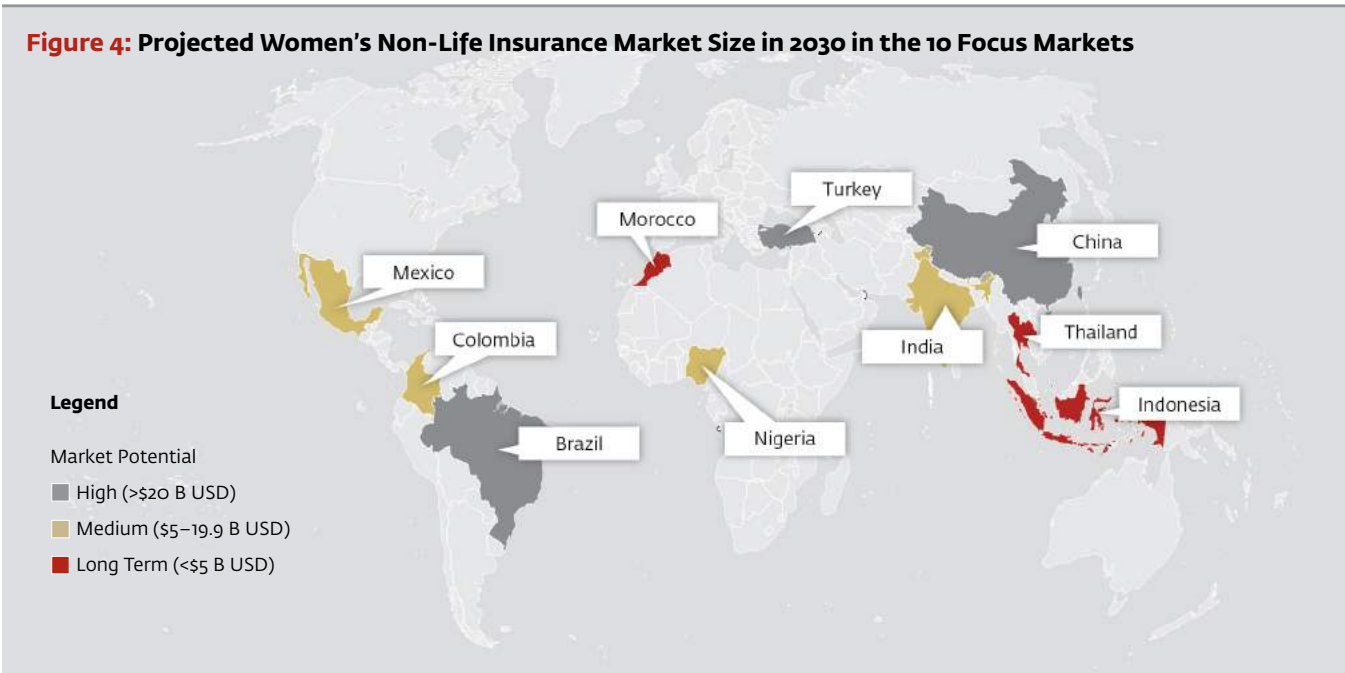 Figure 4: Projected Women's Non-Life Insurance Market Size in 2030 in the 10 Focus Markets
Turkey
Morocco
China
Mexico
Thailand
Colombia
India
Indonesia
Brazil
Nigeria
Legend
Market Potential
High (>$20 B USD)
Medium ($5–19.9 B USD)
Long Term (<$5 B USD)